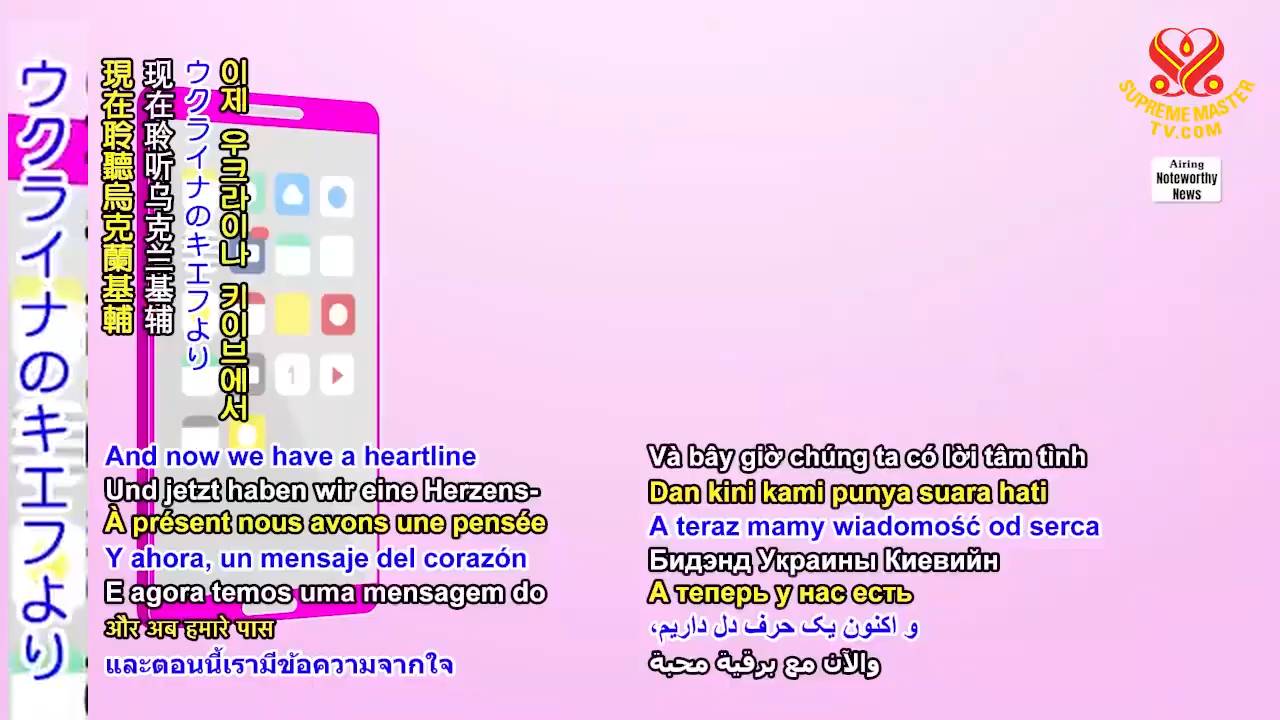 ウクライナのキエフより
現在聆聽烏克蘭基輔
现在聆听乌克兰基辅
ウクライナのキエフより
이제 우크라이나 키이브에서
SUPREME MASTER
TV.COM
Airing
Noteworthy
News
1
And now we have a heartline
Und jetzt haben wir eine Herzens-
À présent nous avons une pensée
Y ahora, un mensaje del corazón
E agora temos uma mensagem do
और अब हमारे पास
และตอนนี้เรามีข้อความจากใจ
Và bây giờ chúng ta có lời tâm tình
Dan kini kami punya suara hati
A teraz mamy wiadomość od serca
Бидэнд Украины Киевийн
А теперь у нас есть
و اکنون یک حرف دل داریم،
والآن مع برقية محبة